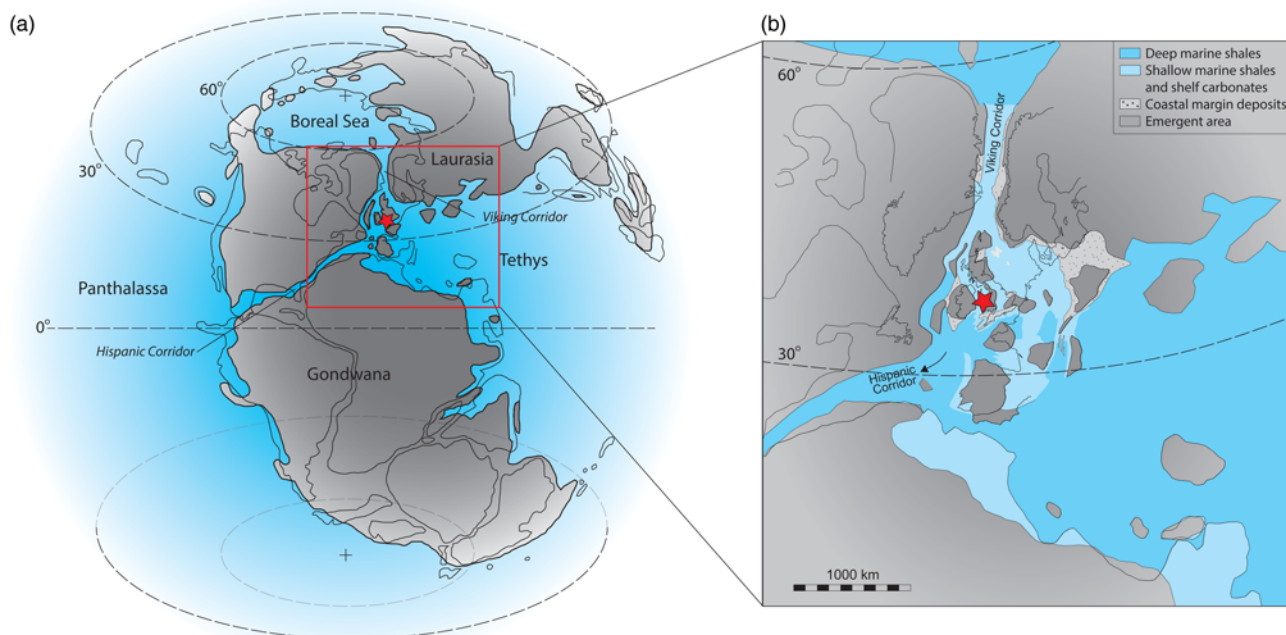 (a)
60°
Boreal Sea
Laurasia
30°
Viking Corridor
Tethys
Panthalassa
0°
Hispanic Corridor
Gondwana
(b)
Deep marine shales
Shallow marine shales
and shelf carbonates
Coastal margin deposits
Emergent area
60°
Viking Corridor
30°
Hispanic
Corridor
1000 km